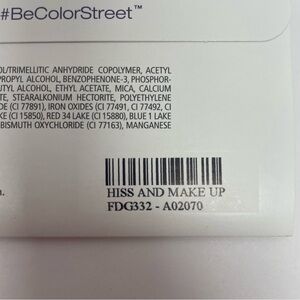 #BeColorStreet™
OL/TRIMELLITIC ANHYDRIDE COPOLYMER, ACETYL
PROPYL ALCOHOL, BENZOPHENONE-3, PHOSPHOR-
UTYL ALCOHOL, ETHYL ACETATE, MICA, CALCIUM
TE, STEARALKONIUM HECTORITE, POLYETHYLENE
DE (CI 77891), IRON OXIDES (CI 77491, CI 77492, CI
KE (CI 15850), RED 34 LAKE (CI 15880), BLUE 1 LAKE
BISMUTH OXYCHLORIDE (CI 77163), MANGANESE
n.
HISS AND MAKE UP
FDG332 - A02070